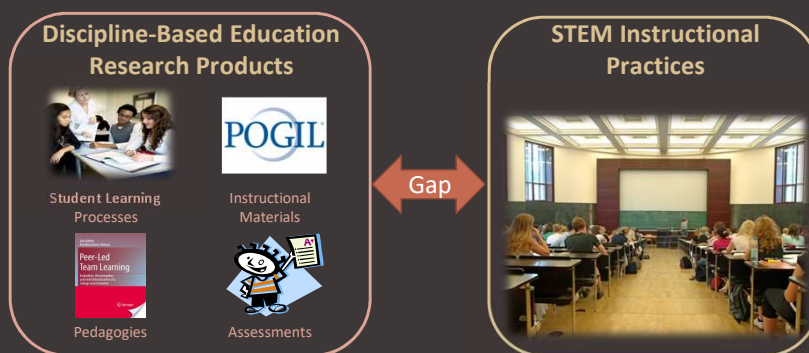 Discipline-Based Education
Research Products
STEM Instructional
Practices
POGIL
Student Learning
Processes
Instructional
Materials
Gap
Peer-Led
Team Learning
A+
Pedagogies
Assessments